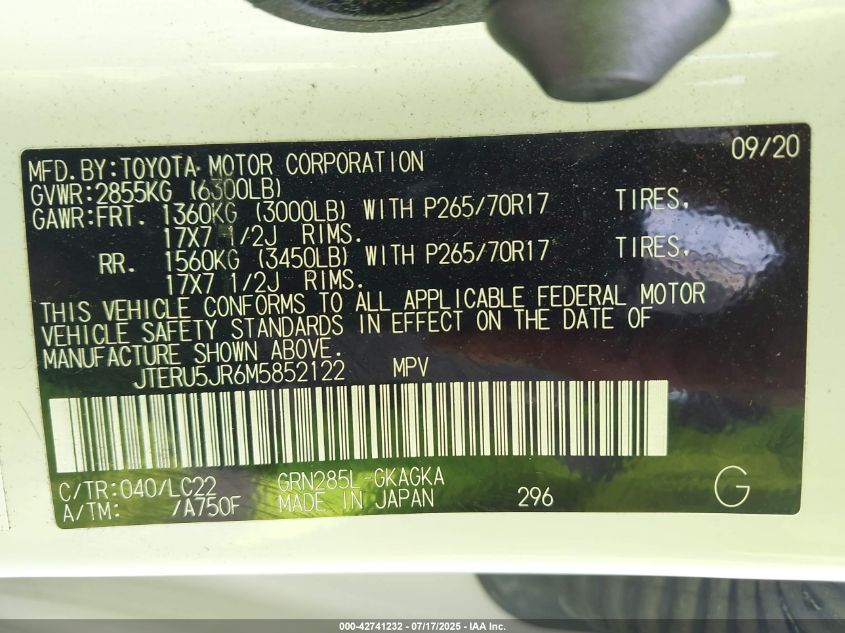 09/20
MFD.BY:TOYOTA MOTOR CORPORATION
GVWR:2855KG (6300LB)
GAWR:FRT. 1360KG (3000LB) WITH P265/70R17 TIRES,
17X7 1/2J RIMS.
RR. 1560KG (3450LB) WITH P265/70R17 TIRES,
17X7 1/2J RIMS.
THIS VEHICLE CONFORMS TO ALL APPLICABLE FEDERAL MOTOR
VEHICLE SAFETY STANDARDS IN EFFECT ON THE DATE OF
MANUFACTURE SHOWN ABOVE.
JTERU5JR6M5852122 MPV
C/TR:040/LC22 GRN285L-GKAGKA
A/TM: /A750F MADE IN JAPAN 296 G
000-42741232 - 07/17/2025 - IAA Inc.